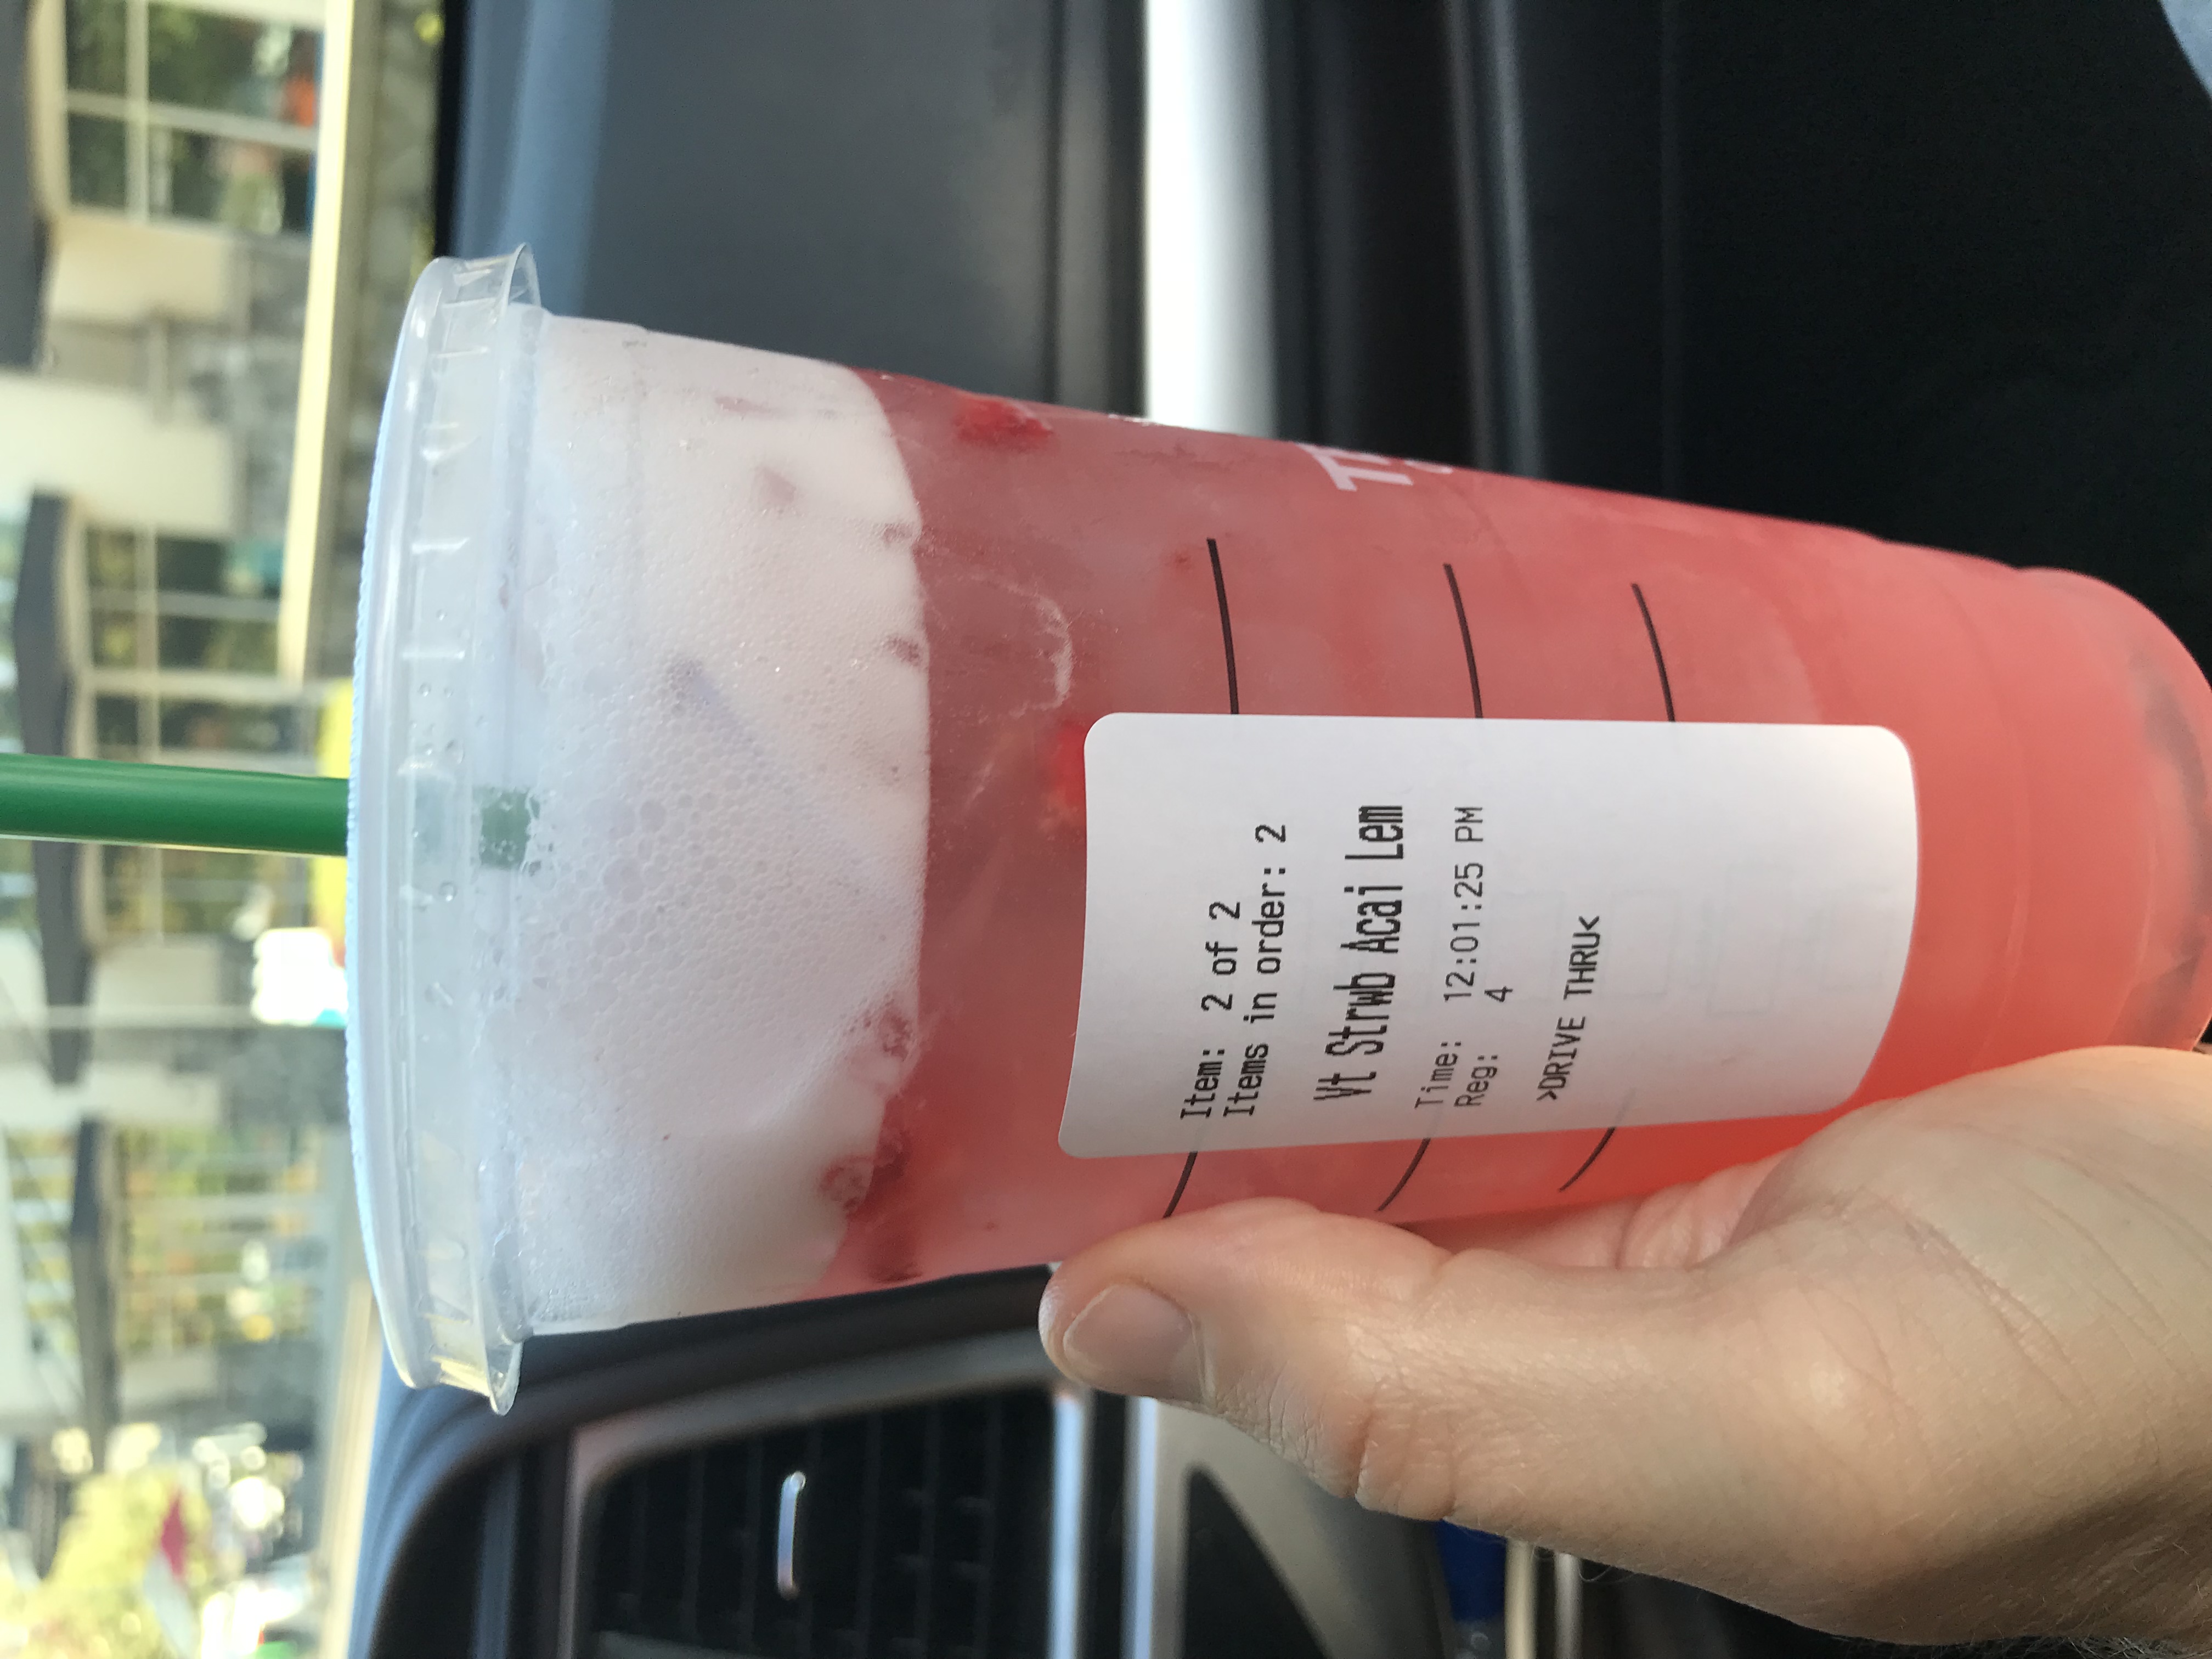 Item: 2 of 2
Items in order: 2
Vt Strwb Acai Lem
Time: 12:01:25 PM
Reg: 4
>DRIVE THRU<